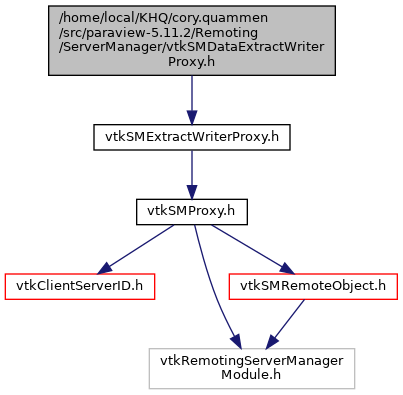 /home/local/KHQ/cory.quammen
/src/paraview-5.11.2/Remoting
/ServerManager/vtkSMDataExtractWriter
Proxy.h
vtkSMExtractWriterProxy.h
vtkSMProxy.h
vtkClientServerID.h
vtkSMRemoteObject.h
vtkRemotingServerManager
Module.h